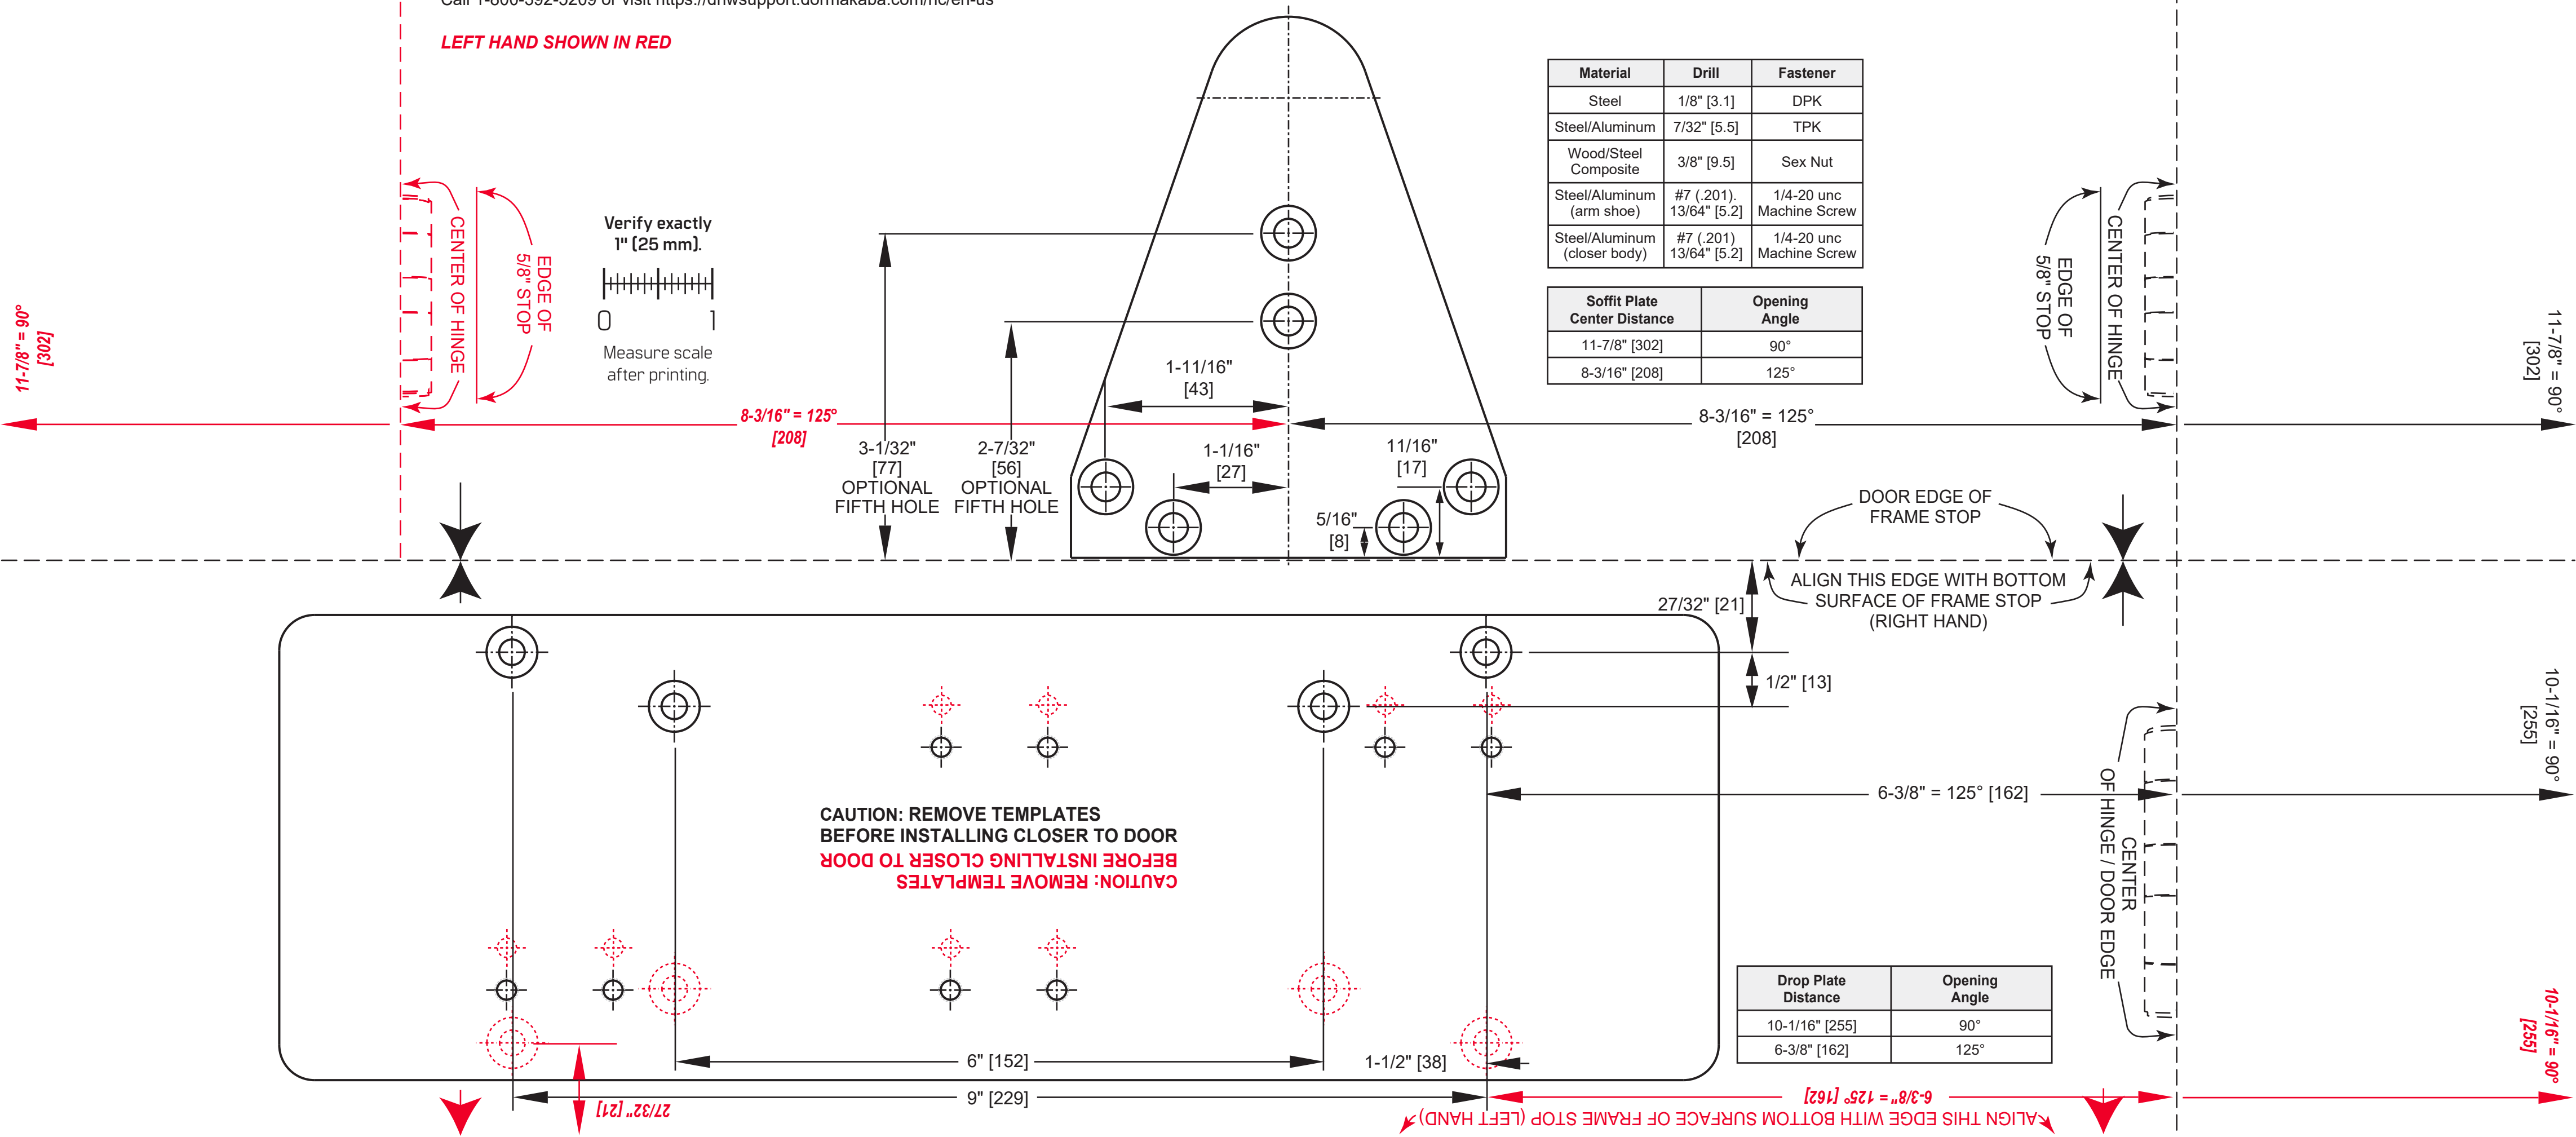 LEFT HAND SHOWN IN RED
Material Drill Fastener
Steel 1/8" [3.1] DPK
Steel/Aluminum 7/32" [5.5] TPK
Wood/Steel
Composite 3/8" [9.5] Sex Nut
Steel/Aluminum #7 (.201). 1/4-20 unc
(arm shoe) 13/64" [5.2] Machine Screw
Steel/Aluminum #7 (.201) 1/4-20 unc
(closer body) 13/64" [5.2] Machine Screw
Soffit Plate Opening
Center Distance Angle
11-7/8" [302] 90°
8-3/16" [208] 125°
Verify exactly
1" (25 mm).
0 1
Measure scale
after printing.
11-7/8" = 90°
[302]
CENTER OF HINGE
EDGE OF
5/8" STOP
8-3/16" = 125°
[208]
3-1/32"
[77]
OPTIONAL
FIFTH HOLE
2-7/32"
[56]
OPTIONAL
FIFTH HOLE
1-11/16"
[43]
1-1/16"
[27]
11/16"
[17]
5/16"
[8]
8-3/16" = 125°
[208]
EDGE OF
5/8" STOP
CENTER OF HINGE
11-7/8" = 90°
[302]
DOOR EDGE OF
FRAME STOP
ALIGN THIS EDGE WITH BOTTOM
SURFACE OF FRAME STOP
(RIGHT HAND)
27/32" [21]
1/2" [13]
10-1/16" = 90°
[255]
6-3/8" = 125° [162]
CENTER
OF HINGE / DOOR EDGE
CAUTION: REMOVE TEMPLATES
BEFORE INSTALLING CLOSER TO DOOR
CAUTION: REMOVE TEMPLATES
BEFORE INSTALLING CLOSER TO DOOR
Drop Plate Opening
Distance Angle
10-1/16" [255] 90°
6-3/8" [162] 125°
10-1/16" = 90°
[255]
6" [152]
1-1/2" [38]
9" [229]
27/32" [21]
6-3/8" = 125° [162]
ALIGN THIS EDGE WITH BOTTOM SURFACE OF FRAME STOP (LEFT HAND)